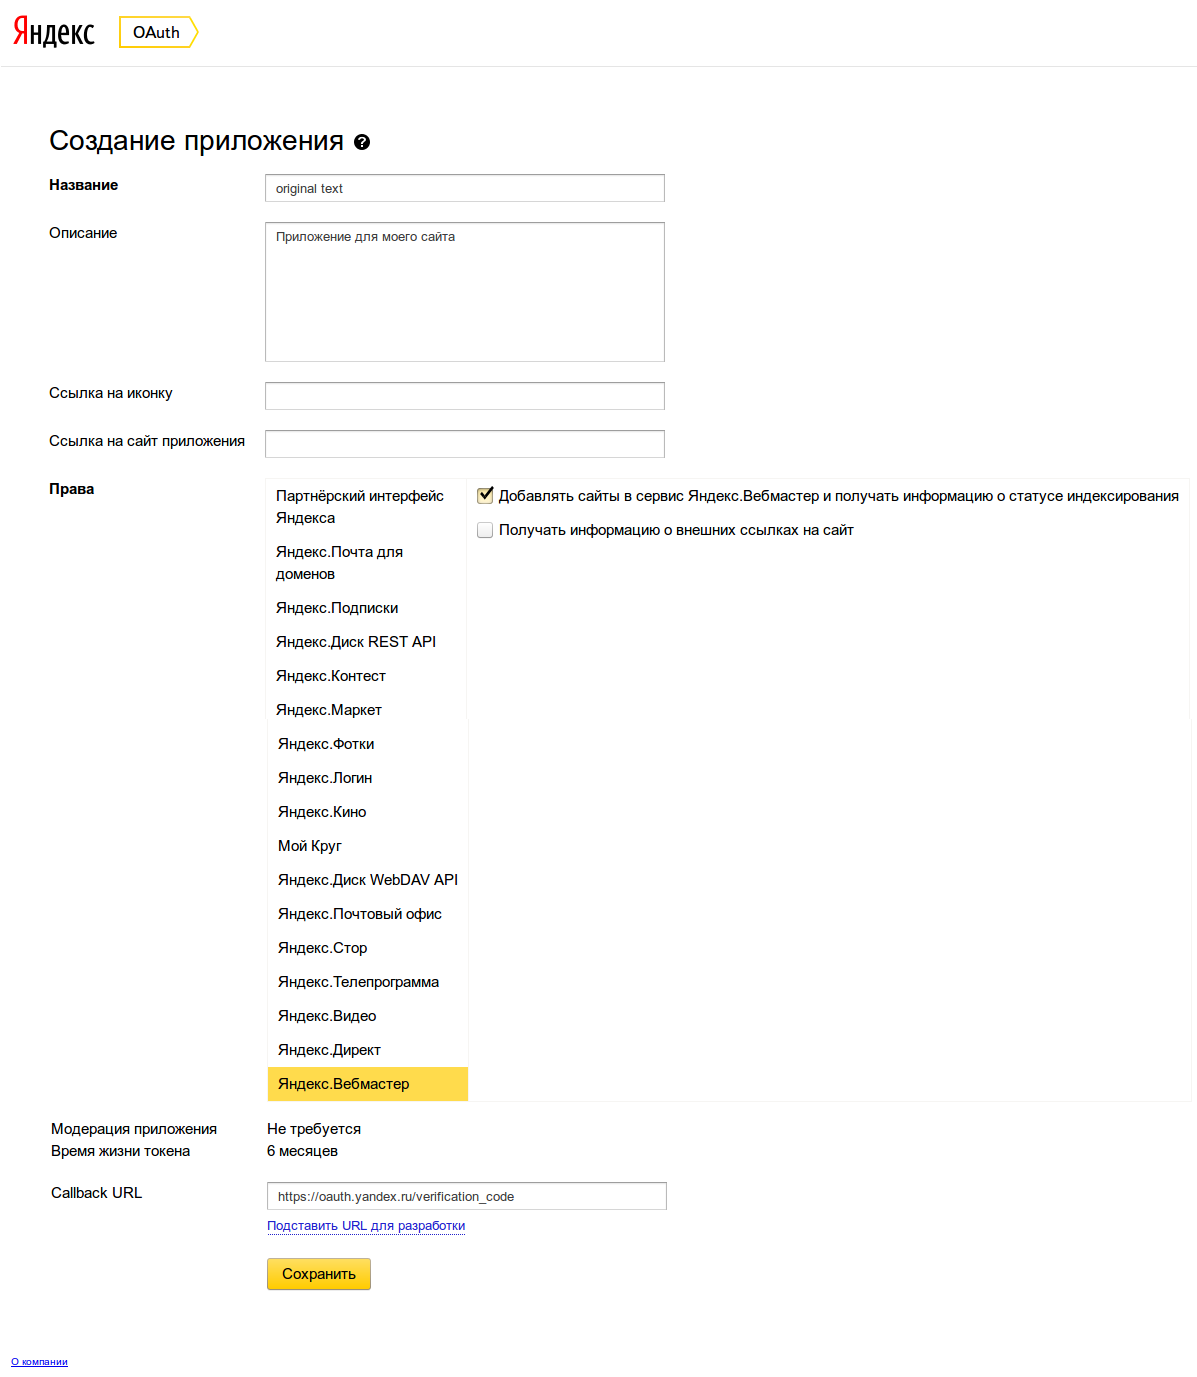 Яндекс OAuth
Создание приложения ?
Название original text
Описание Приложение для моего сайта
Ссылка на иконку
Ссылка на сайт приложения
Права
Партнёрский интерфейс
Яндекса
Яндекс.Почта для
доменов
Яндекс.Подписки
Яндекс.Диск REST API
Яндекс.Контест
Яндекс.Маркет
Яндекс.Фотки
Яндекс.Логин
Яндекс.Кино
Мой Круг
Яндекс.Диск WebDAV API
Яндекс.Почтовый офис
Яндекс.Стор
Яндекс.Телепрограмма
Яндекс.Видео
Яндекс.Директ
Яндекс.Вебмастер
Добавлять сайты в сервис Яндекс.Вебмастер и получать информацию о статусе индексирования
Получать информацию о внешних ссылках на сайт
Модерация приложения Не требуется
Время жизни токена 6 месяцев
Callback URL https://oauth.yandex.ru/verification_code
Подставить URL для разработки
Сохранить
О компании